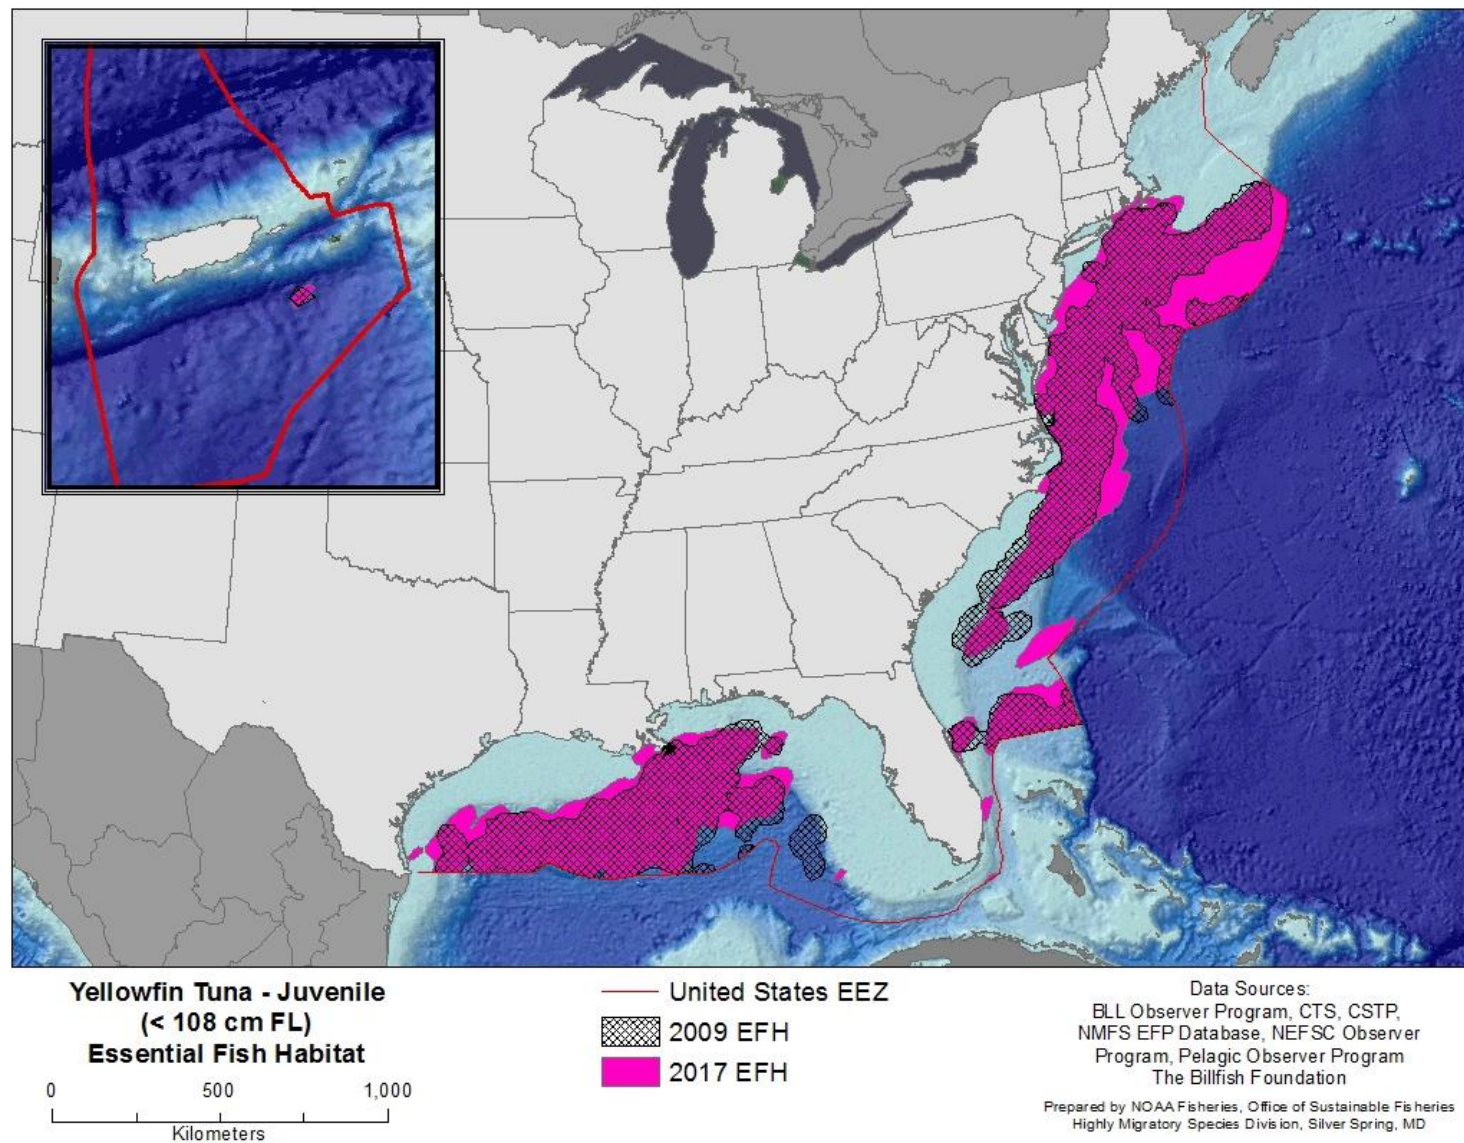 Yellowfin Tuna - Juvenile
(< 108 cm FL)
Essential Fish Habitat
0 500 1,000
Kilometers
United States EEZ
2009 EFH
2017 EFH
Data Sources:
BLL Observer Program, CTS, CSTP,
NMFS EFP Database, NEFSC Observer
Program, Pelagic Observer Program
The Billfish Foundation
Prepared by NOAA Fisheries, Office of Sustainable Fisheries
Highly Migratory Species Division, Silver Spring, MD